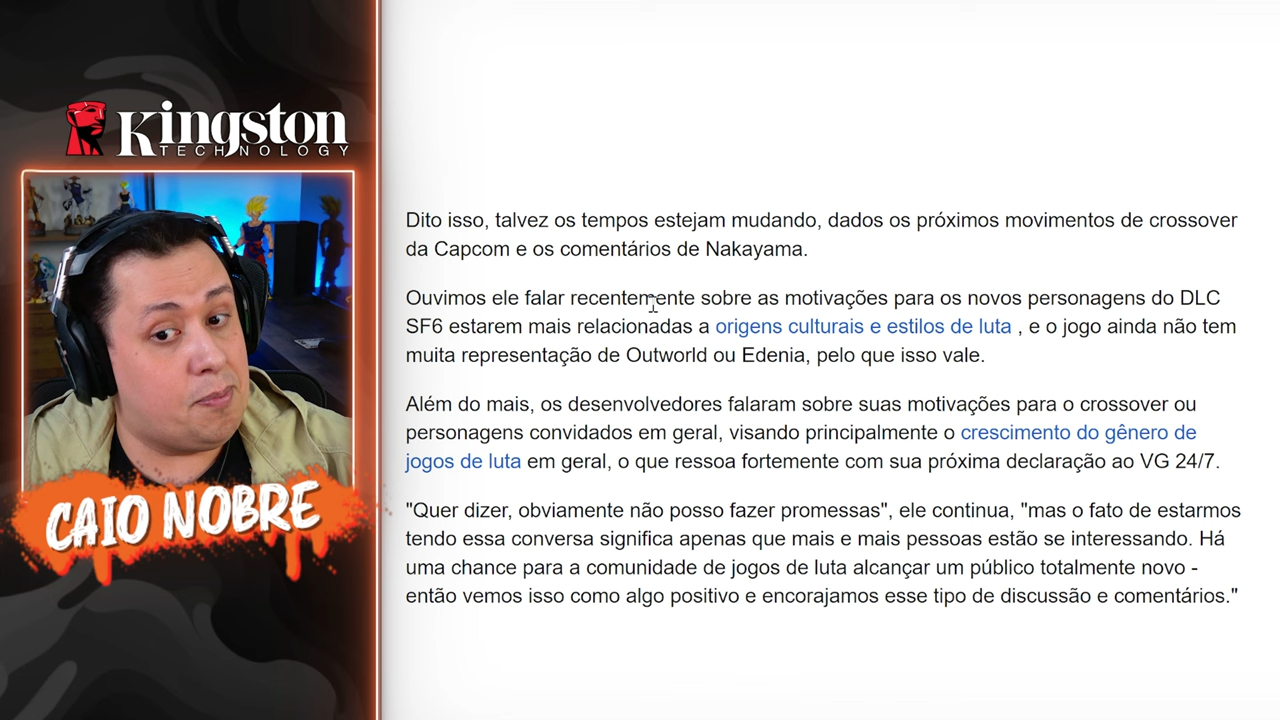 Kingston
TECHNOLOGY
CAIO NOBRE
Dito isso, talvez os tempos estejam mudando, dados os próximos movimentos de crossover
da Capcom e os comentários de Nakayama.
Ouvimos ele falar recentemente sobre as motivações para os novos personagens do DLC
SF6 estarem mais relacionadas a origens culturais e estilos de luta , e o jogo ainda não tem
muita representação de Outworld ou Edenia, pelo que isso vale.
Além do mais, os desenvolvedores falaram sobre suas motivações para o crossover ou
personagens convidados em geral, visando principalmente o crescimento do gênero de
jogos de luta em geral, o que ressoa fortemente com sua próxima declaração ao VG 24/7.
"Quer dizer, obviamente não posso fazer promessas", ele continua, "mas o fato de estarmos
tendo essa conversa significa apenas que mais e mais pessoas estão se interessando. Há
uma chance para a comunidade de jogos de luta alcançar um público totalmente novo -
então vemos isso como algo positivo e encorajamos esse tipo de discussão e comentários."